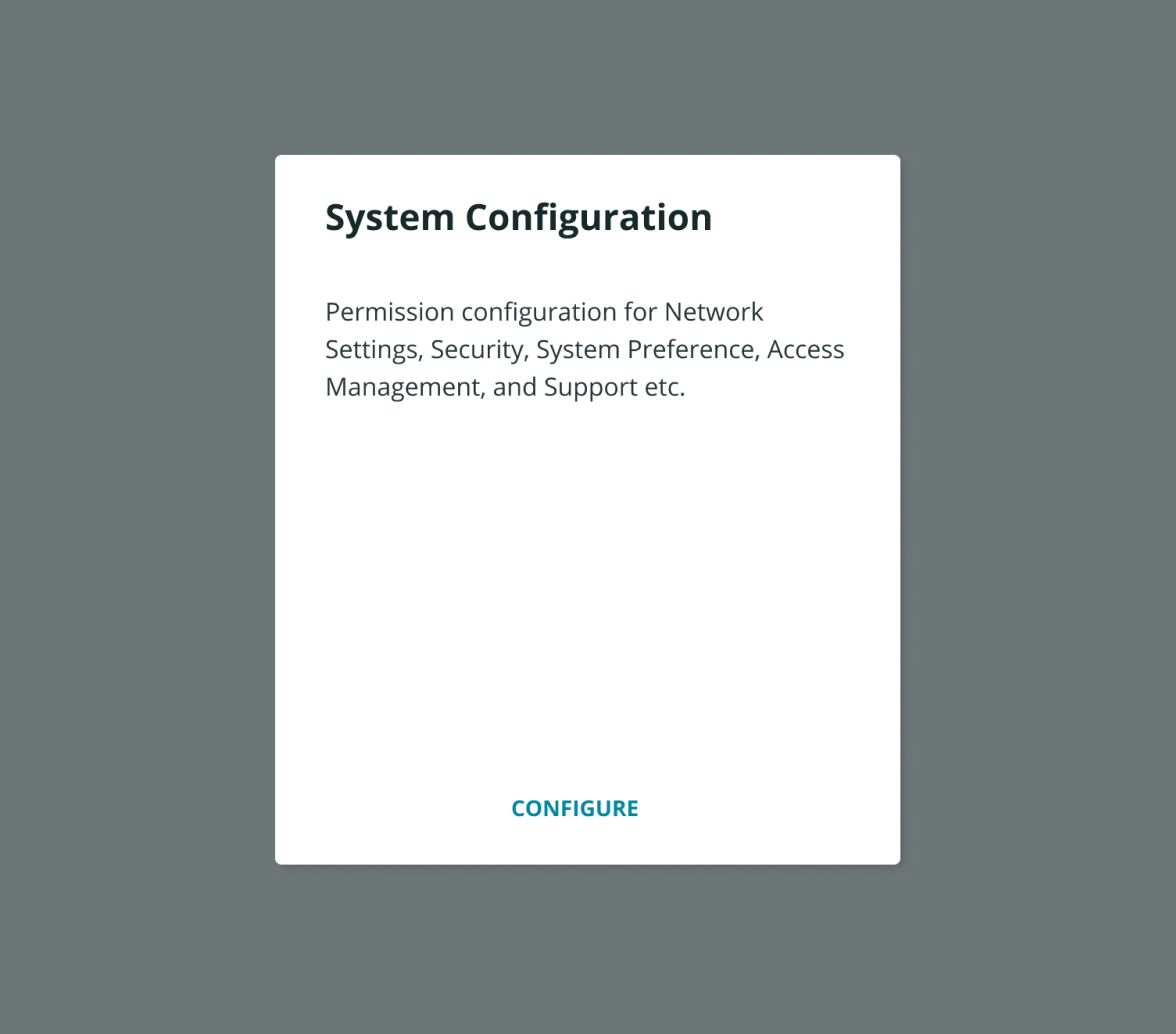 System Configuration
Permission configuration for Network
Settings, Security, System Preference, Access
Management, and Support etc.
CONFIGURE